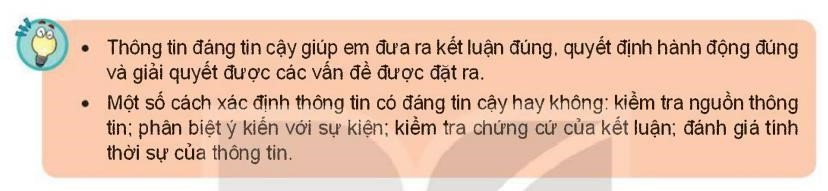 • Thông tin đáng tin cậy giúp em đưa ra kết luận đúng, quyết định hành động đúng
và giải quyết được các vấn đề được đặt ra.
• Một số cách xác định thông tin có đáng tin cậy hay không: kiểm tra nguồn thông
tin; phân biệt ý kiến với sự kiện; kiểm tra chứng cứ của kết luận; đánh giá tính
thời sự của thông tin.